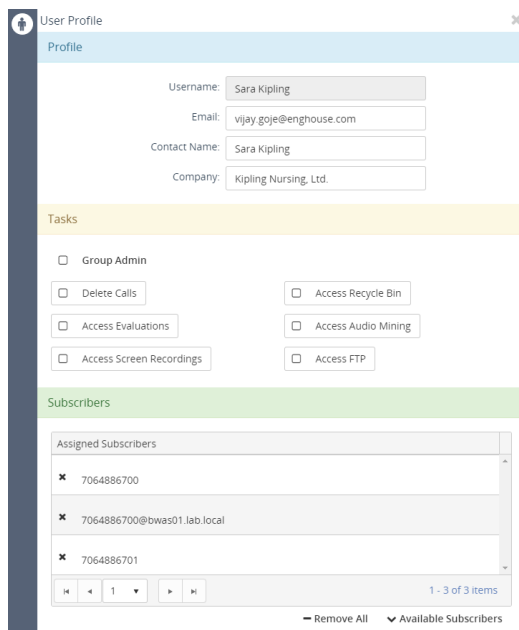 User Profile
Profile
Username: Sara Kipling
Email: vijay.goje@enghouse.com
Contact Name: Sara Kipling
Company: Kipling Nursing, Ltd.
Tasks
Group Admin
Delete Calls Access Recycle Bin
Access Evaluations Access Audio Mining
Access Screen Recordings Access FTP
Subscribers
Assigned Subscribers
7064886700
7064886700@bwas01.lab.local
7064886701
1 1 - 3 of 3 items
Remove All Available Subscribers